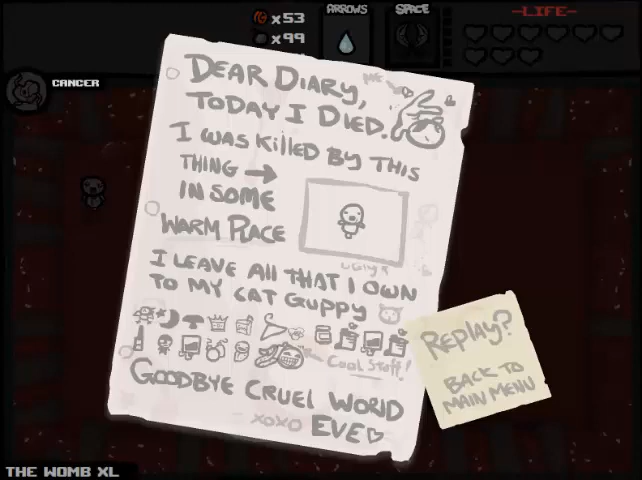 x53
ARROWS
SPACE
—LIFE—
x99
CANCER
DEAR DIARY,
TODAY I DIED.
ME
I WAS KILLED BY THIS
THING →
IN SOME
WARM PLACE
UGLY
I LEAVE ALL THAT I OWN
TO MY CAT GUPPY
COOL STUFF!
GOODBYE CRUEL WORLD
XOXO EVE
REPLAY?
BACK TO
MAIN MENU
THE WOMB XL